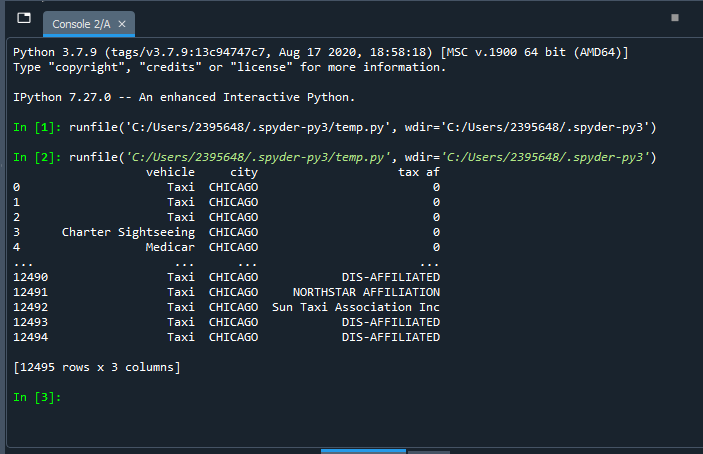 Console 2/A ×
Python 3.7.9 (tags/v3.7.9:13c94747c7, Aug 17 2020, 18:58:18) [MSC v.1900 64 bit (AMD64)]
Type "copyright", "credits" or "license" for more information.
IPython 7.27.0 -- An enhanced Interactive Python.
In [1]: runfile('C:/Users/2395648/.spyder-py3/temp.py', wdir='C:/Users/2395648/.spyder-py3')
In [2]: runfile('C:/Users/2395648/.spyder-py3/temp.py', wdir='C:/Users/2395648/.spyder-py3')
vehicle city tax af
0 Taxi CHICAGO 0
1 Taxi CHICAGO 0
2 Taxi CHICAGO 0
3 Charter Sightseeing CHICAGO 0
4 Medicar CHICAGO 0
... ... ... ...
12490 Taxi CHICAGO DIS-AFFILIATED
12491 Taxi CHICAGO NORTHSTAR AFFILIATION
12492 Taxi CHICAGO Sun Taxi Association Inc
12493 Taxi CHICAGO DIS-AFFILIATED
12494 Taxi CHICAGO DIS-AFFILIATED
[12495 rows x 3 columns]
In [3]: